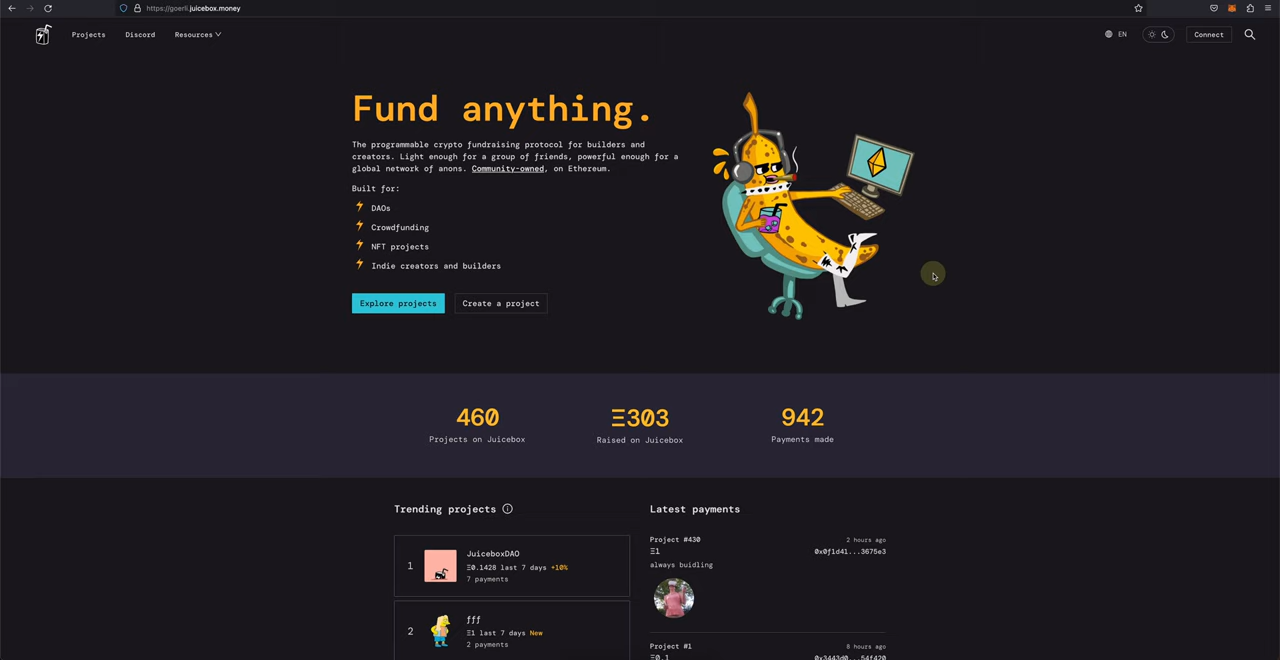 https://goerli.juicebox.money
Projects
Discord
Resources
EN
Connect
Fund anything.
The programmable crypto fundraising protocol for builders and
creators. Light enough for a group of friends, powerful enough for a
global network of anons. Community-owned, on Ethereum.
Built for:
DAOs
Crowdfunding
NFT projects
Indie creators and builders
Explore projects
Create a project
460
Projects on Juicebox
Ξ303
Raised on Juicebox
942
Payments made
Trending projects
1
JuiceboxDAO
Ξ0.1428 last 7 days +10%
7 payments
2
fff
Ξ1 last 7 days New
2 payments
Latest payments
Project #430
2 hours ago
Ξ1
0x0f1d41...3675e3
always buidling
Project #1
8 hours ago
Ξ0.1
0x3443d0...54f420